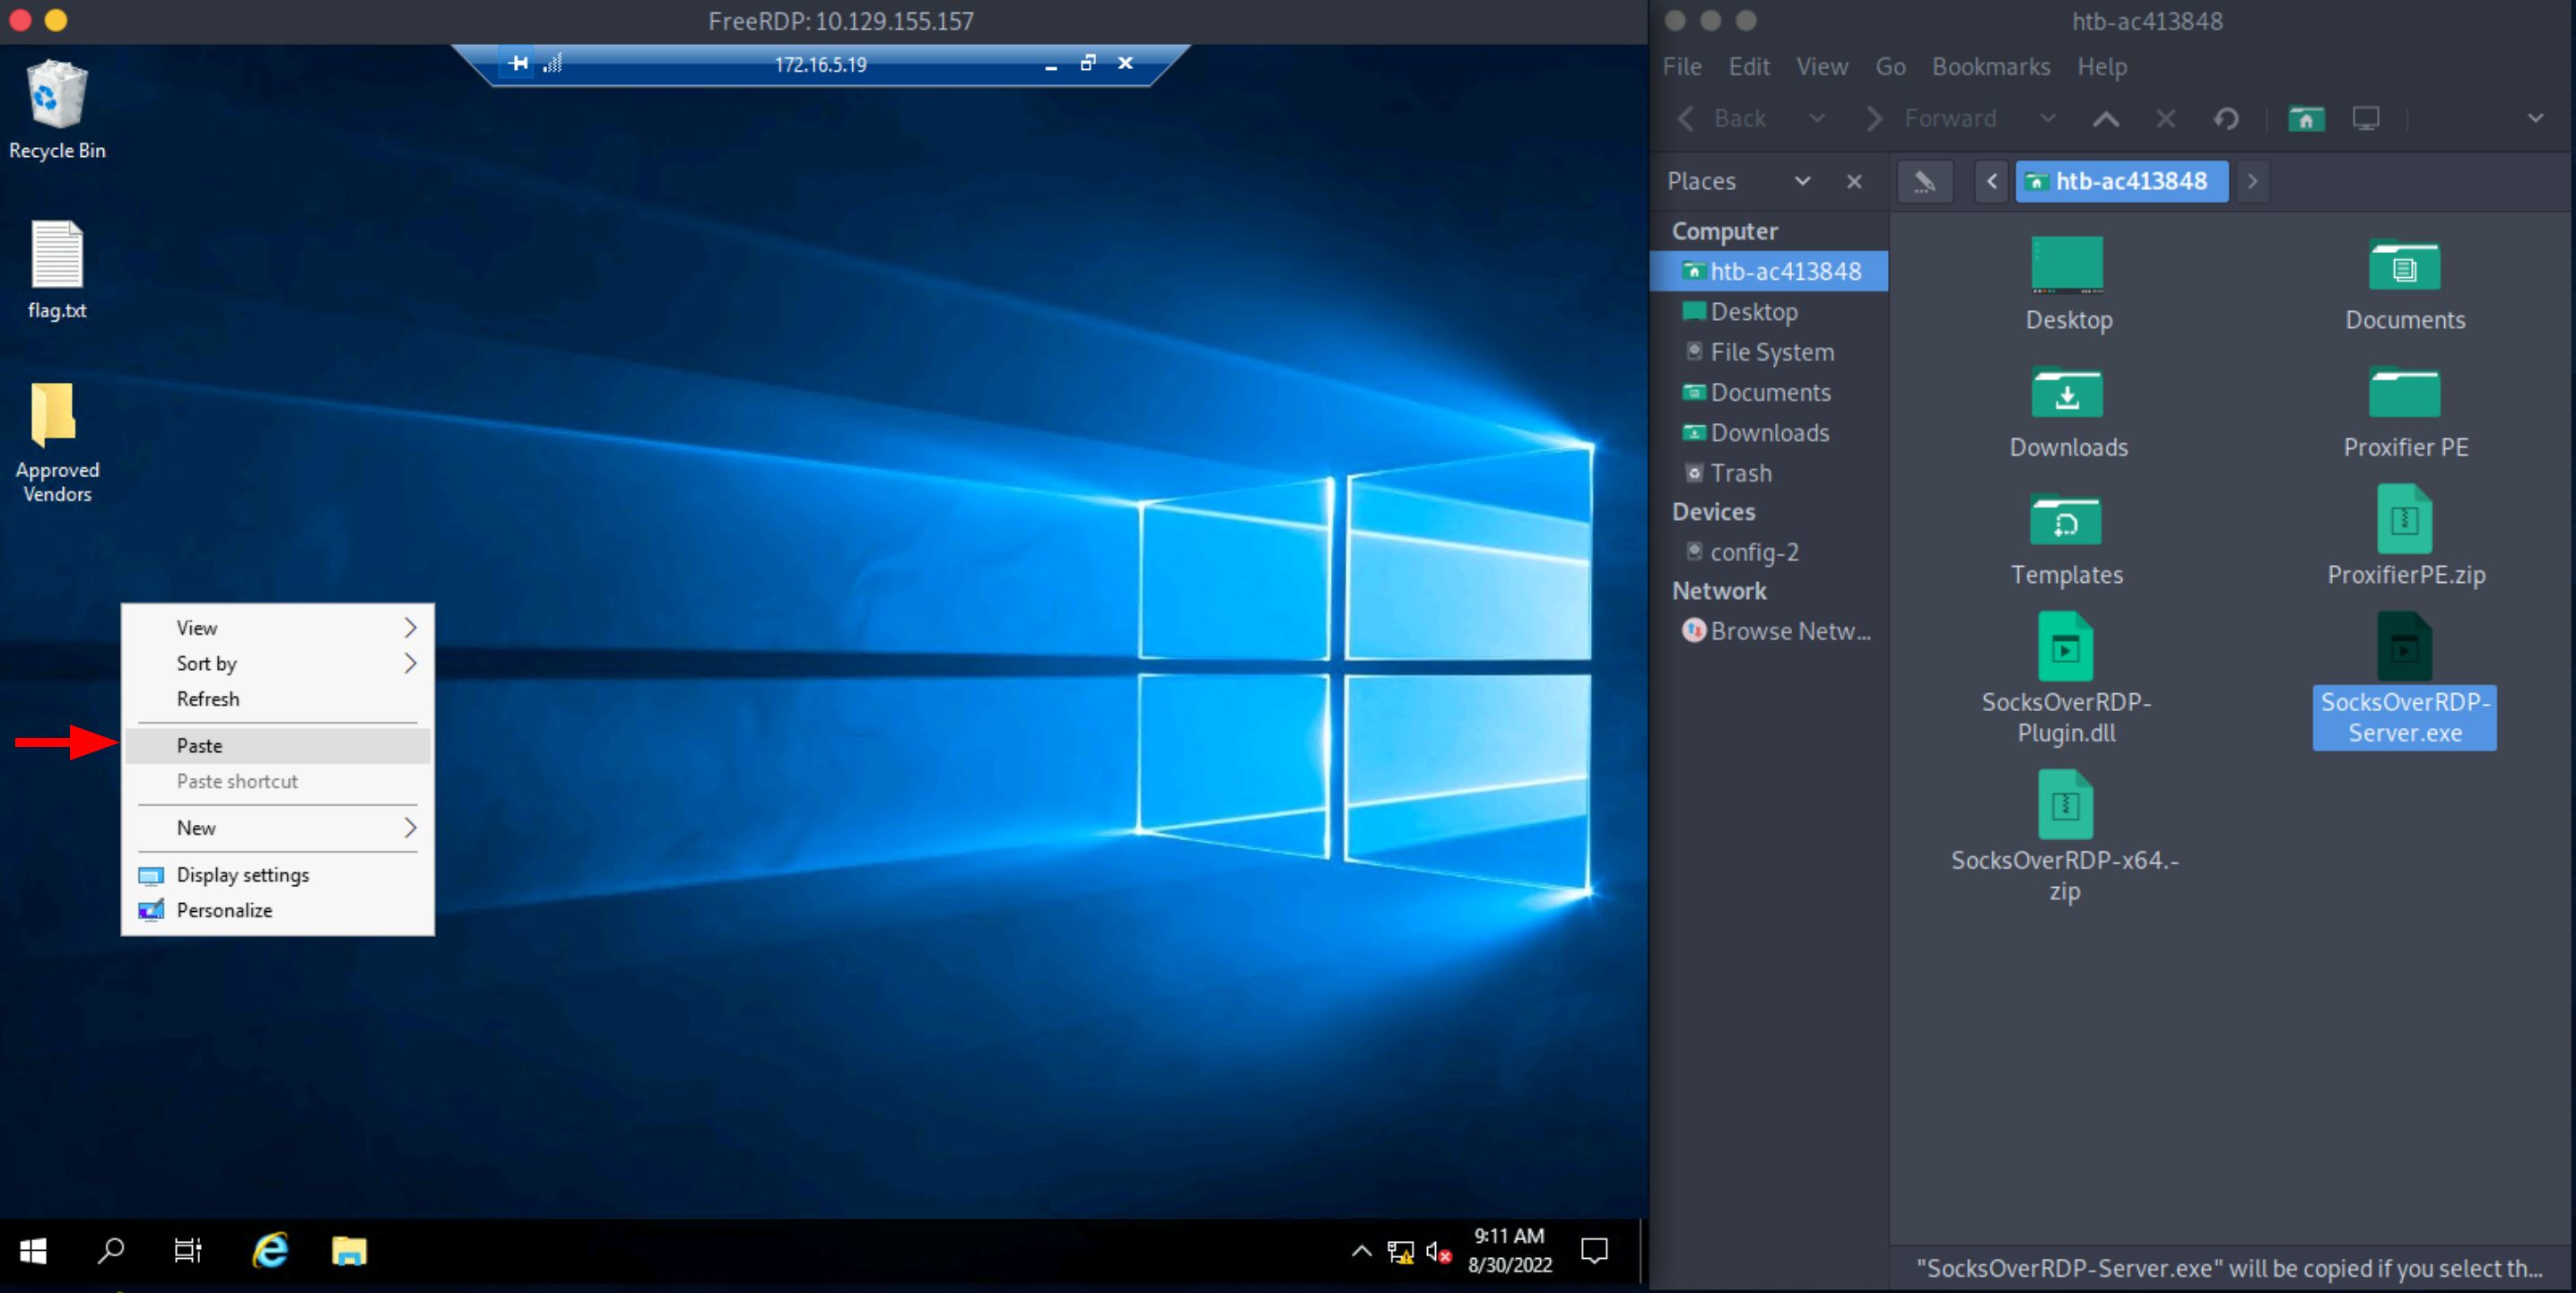 FreeRDP: 10.129.155.157
172.16.5.19
Recycle Bin
flag.txt
Approved
Vendors
View
Sort by
Refresh
Paste
Paste shortcut
New
Display settings
Personalize
9:11 AM
8/30/2022
htb-ac413848
File Edit View Go Bookmarks Help
Back Forward
Places
htb-ac413848
Computer
htb-ac413848
Desktop
File System
Documents
Downloads
Trash
Devices
config-2
Network
Browse Netw...
Desktop
Documents
Downloads
Proxifier PE
Templates
ProxifierPE.zip
SocksOverRDP-
Plugin.dll
SocksOverRDP-
Server.exe
SocksOverRDP-x64.-
zip
"SocksOverRDP-Server.exe" will be copied if you select th...